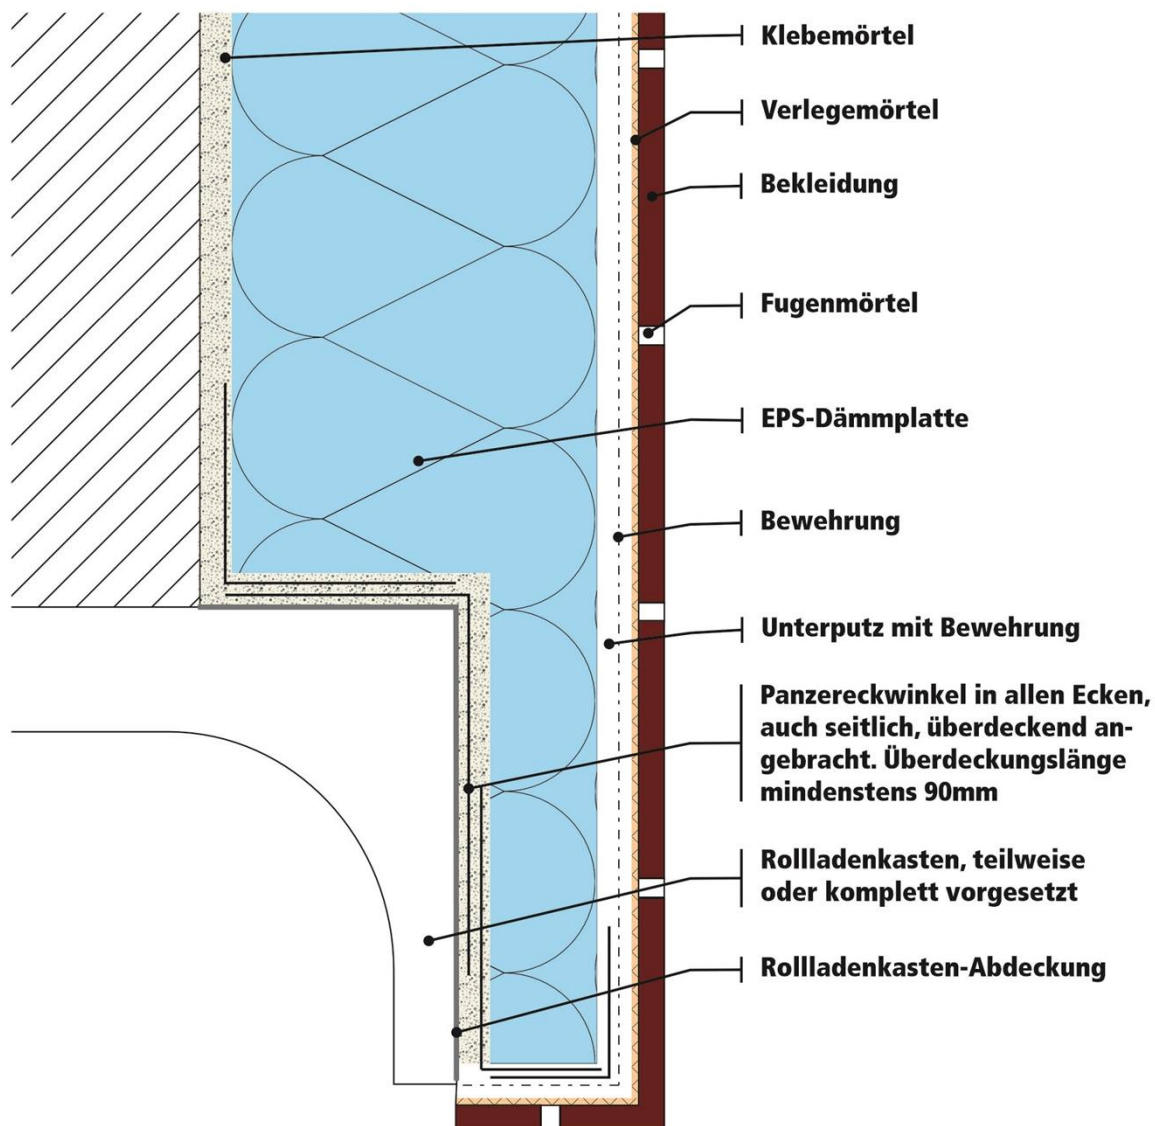 Klebemörtel
Verlegemörtel
Bekleidung
Fugenmörtel
EPS-Dämmplatte
Bewehrung
Unterputz mit Bewehrung
Panzereckwinkel in allen Ecken,
auch seitlich, überdeckend an-
gebracht. Überdeckungslänge
mindenstens 90mm
Rollladenkasten, teilweise
oder komplett vorgesetzt
Rollladenkasten-Abdeckung